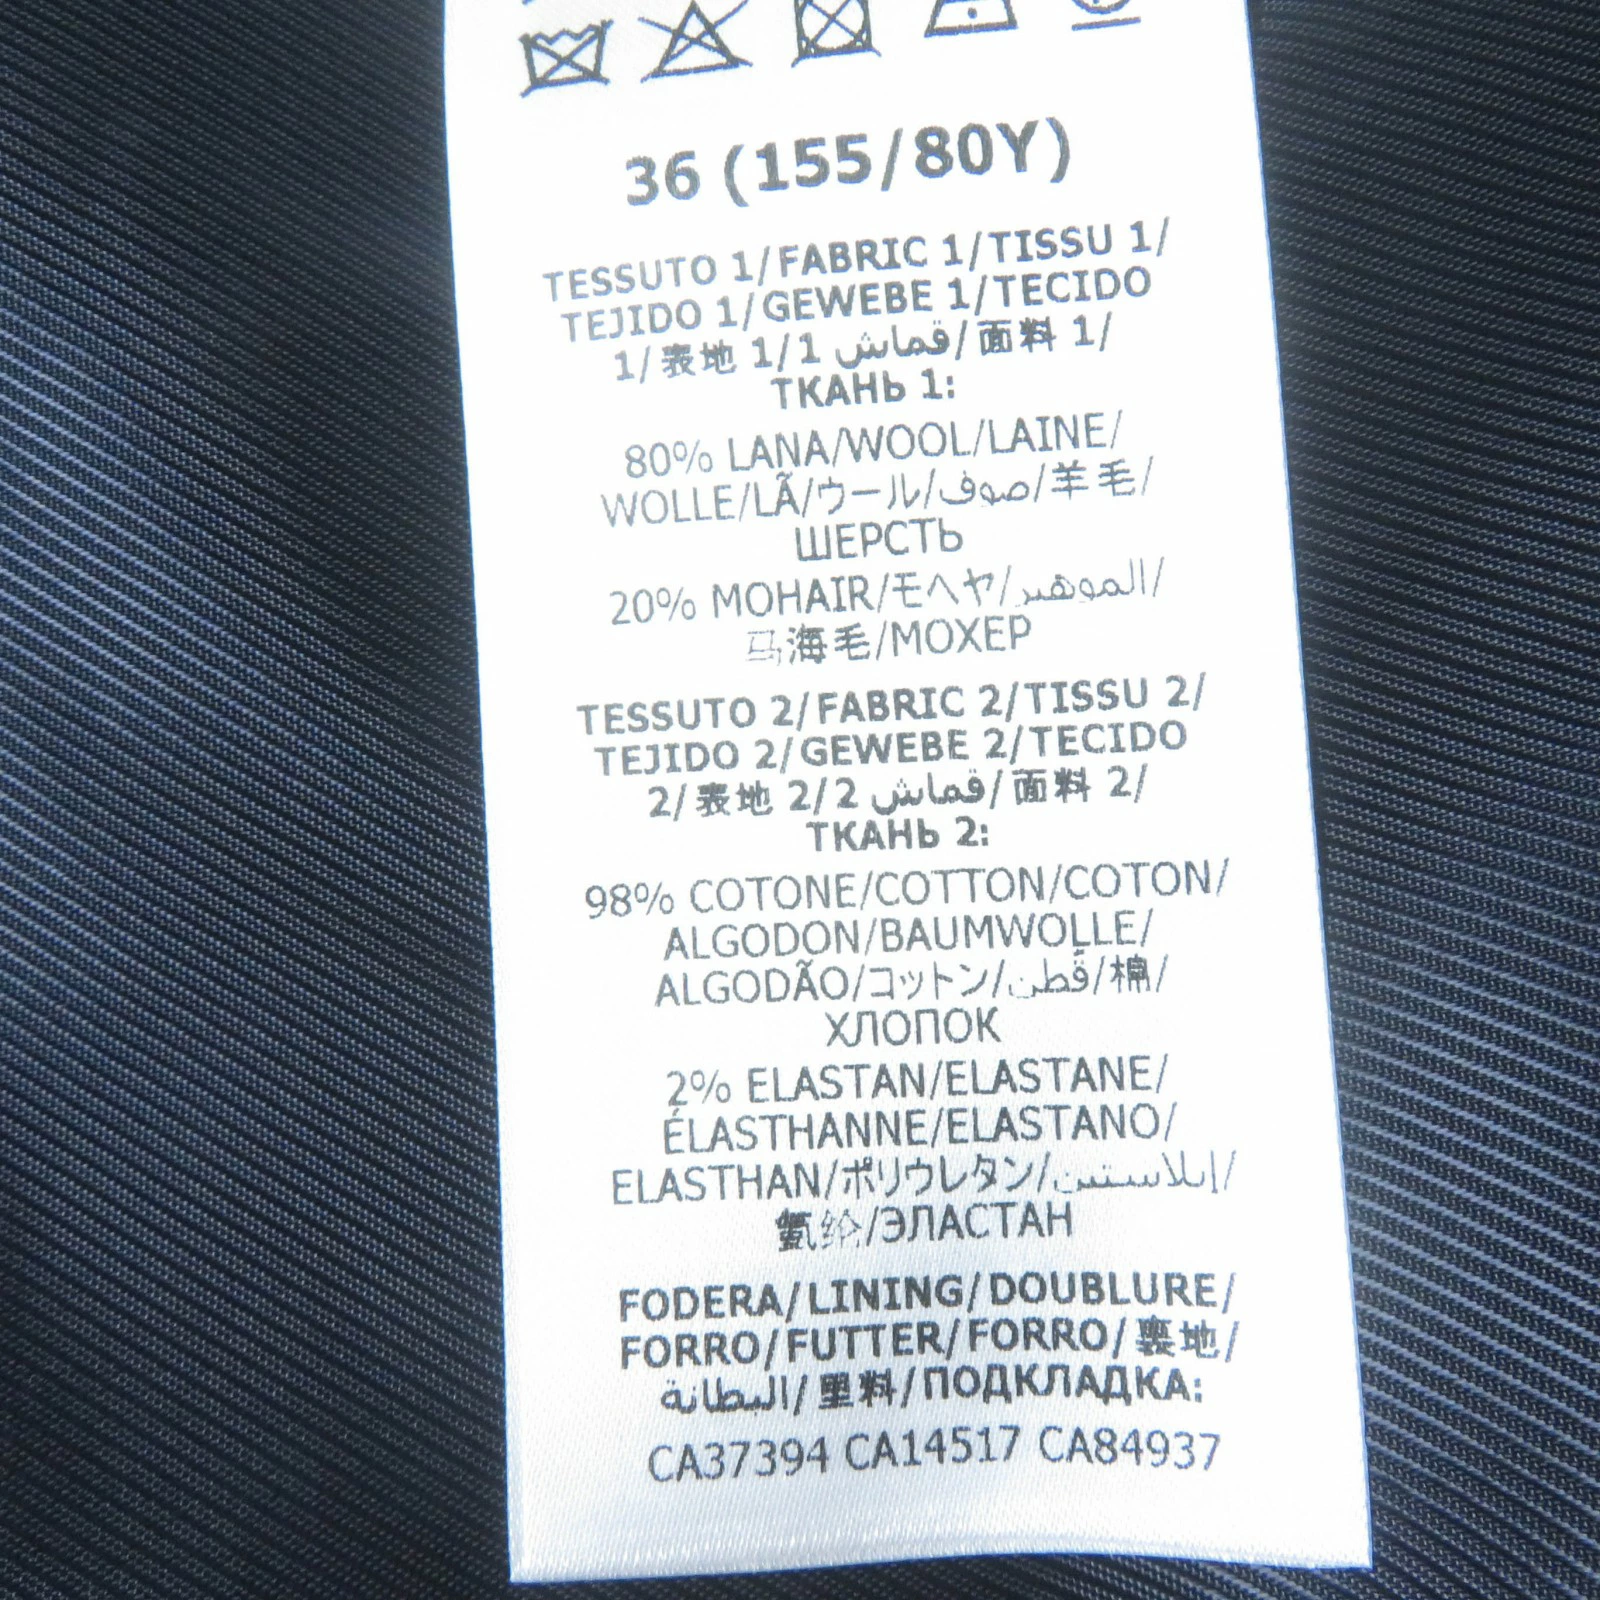 36 (155/80Y)
TESSUTO 1/FABRIC 1/TISSU 1/
TEJIDO 1/GEWEBE 1/TECIDO
1/表地 1/1 قماش/面料 1/
ТКАНЬ 1:
80% LANA/WOOL/LAINE/
WOLLE/LÃ/ウール/صوف/羊毛/
ШЕРСТЬ
20% MOHAIR/モヘヤ/الموهير/
马海毛/МОХЕР
TESSUTO 2/FABRIC 2/TISSU 2/
TEJIDO 2/GEWEBE 2/TECIDO
2/表地 2/2 قماش/面料 2/
ТКАНЬ 2:
98% COTONE/COTTON/COTON/
ALGODON/BAUMWOLLE/
ALGODÃO/コットン/قطن/棉/
ХЛОПОК
2% ELASTAN/ELASTANE/
ÉLASTHANNE/ELASTANO/
ELASTHAN/ポリウレタン/إيلاستين/
氨纶/ЭЛАСТАН
FODERA/LINING/DOUBLURE/
FORRO/FUTTER/FORRO/裏地/
البطانة/里料/ПОДКЛАДКА:
CA37394 CA14517 CA84937